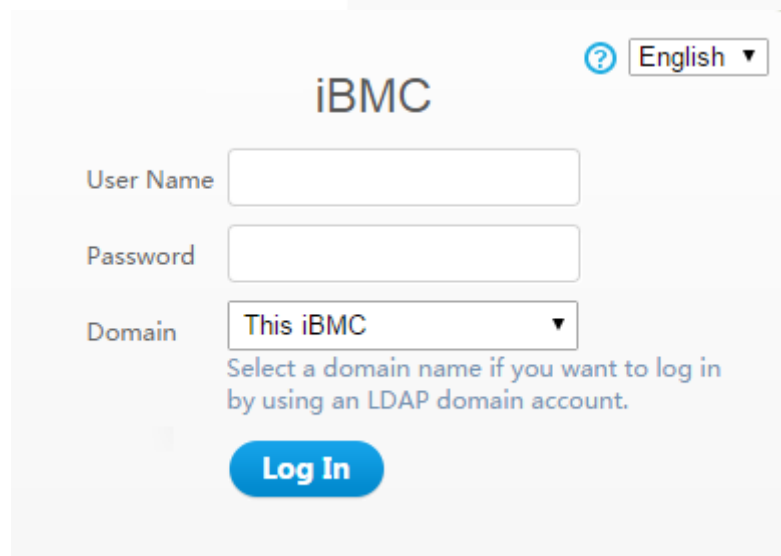 English
iBMC
User Name
Password
Domain
This iBMC
Select a domain name if you want to log in
by using an LDAP domain account.
Log In